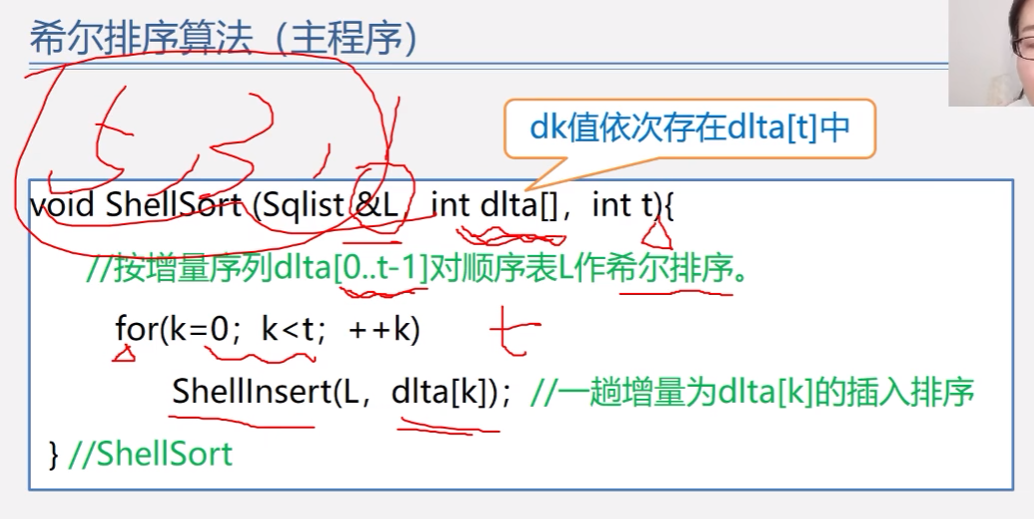 希尔排序算法（主程序）
5, 3, 1
dk值依次存在dlta[t]中
void ShellSort (Sqlist &L, int dlta[], int t){
//按增量序列dlta[0..t-1]对顺序表L作希尔排序。
for(k=0; k<t; ++k)
t
ShellInsert(L, dlta[k]); //一趟增量为dlta[k]的插入排序
} //ShellSort